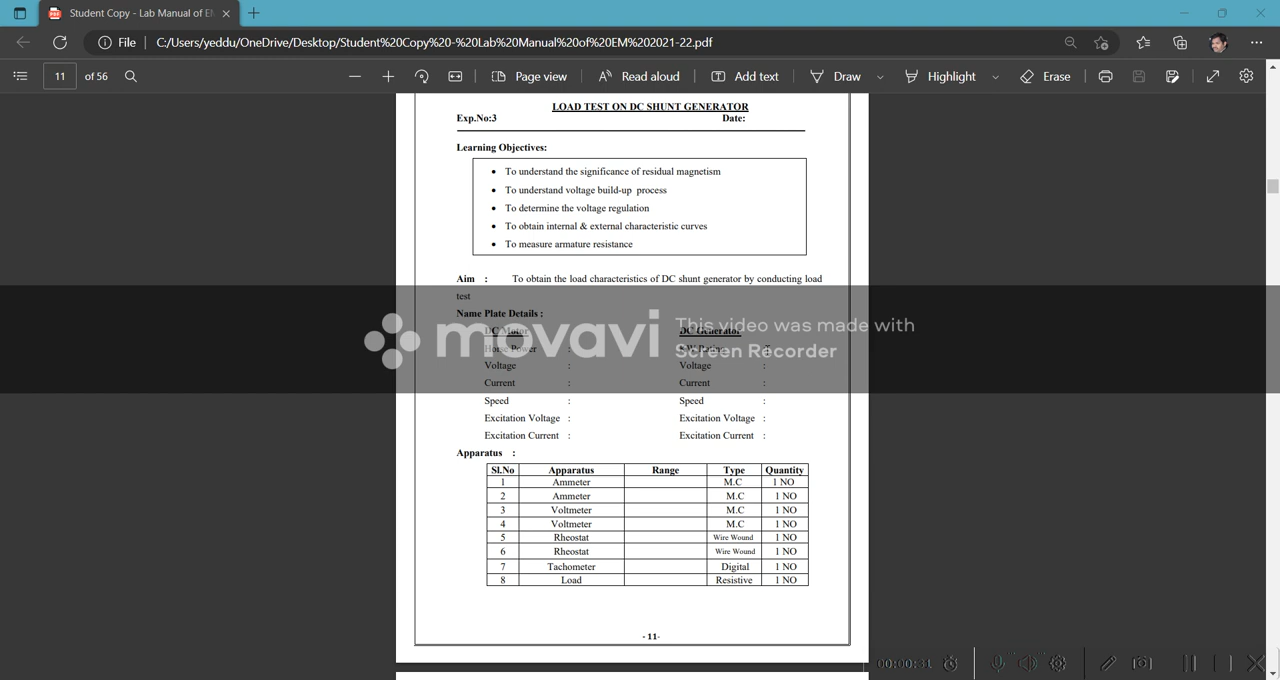 Student Copy - Lab Manual of EM
File
C:/Users/yeddu/OneDrive/Desktop/Student%20Copy%20-%20Lab%20Manual%20of%20EM%202021-22.pdf
11 of 56
Page view
Read aloud
Add text
Draw
Highlight
Erase
LOAD TEST ON DC SHUNT GENERATOR
Exp.No:3 Date:
Learning Objectives:
• To understand the significance of residual magnetism
• To understand voltage build-up process
• To determine the voltage regulation
• To obtain internal & external characteristic curves
• To measure armature resistance
Aim : To obtain the load characteristics of DC shunt generator by conducting load
test
Name Plate Details :
DC Motor DC Generator
Horse Power : :
Voltage : Voltage :
Current : Current :
Speed : Speed :
Excitation Voltage : Excitation Voltage :
Excitation Current : Excitation Current :
movavi
This video was made with
Screen Recorder
Apparatus :
Sl.No Apparatus Range Type Quantity
1 Ammeter M.C 1 NO
2 Ammeter M.C 1 NO
3 Voltmeter M.C 1 NO
4 Voltmeter M.C 1 NO
5 Rheostat Wire Wound 1 NO
6 Rheostat Wire Wound 1 NO
7 Tachometer Digital 1 NO
8 Load Resistive 1 NO
- 11-
00:00:31